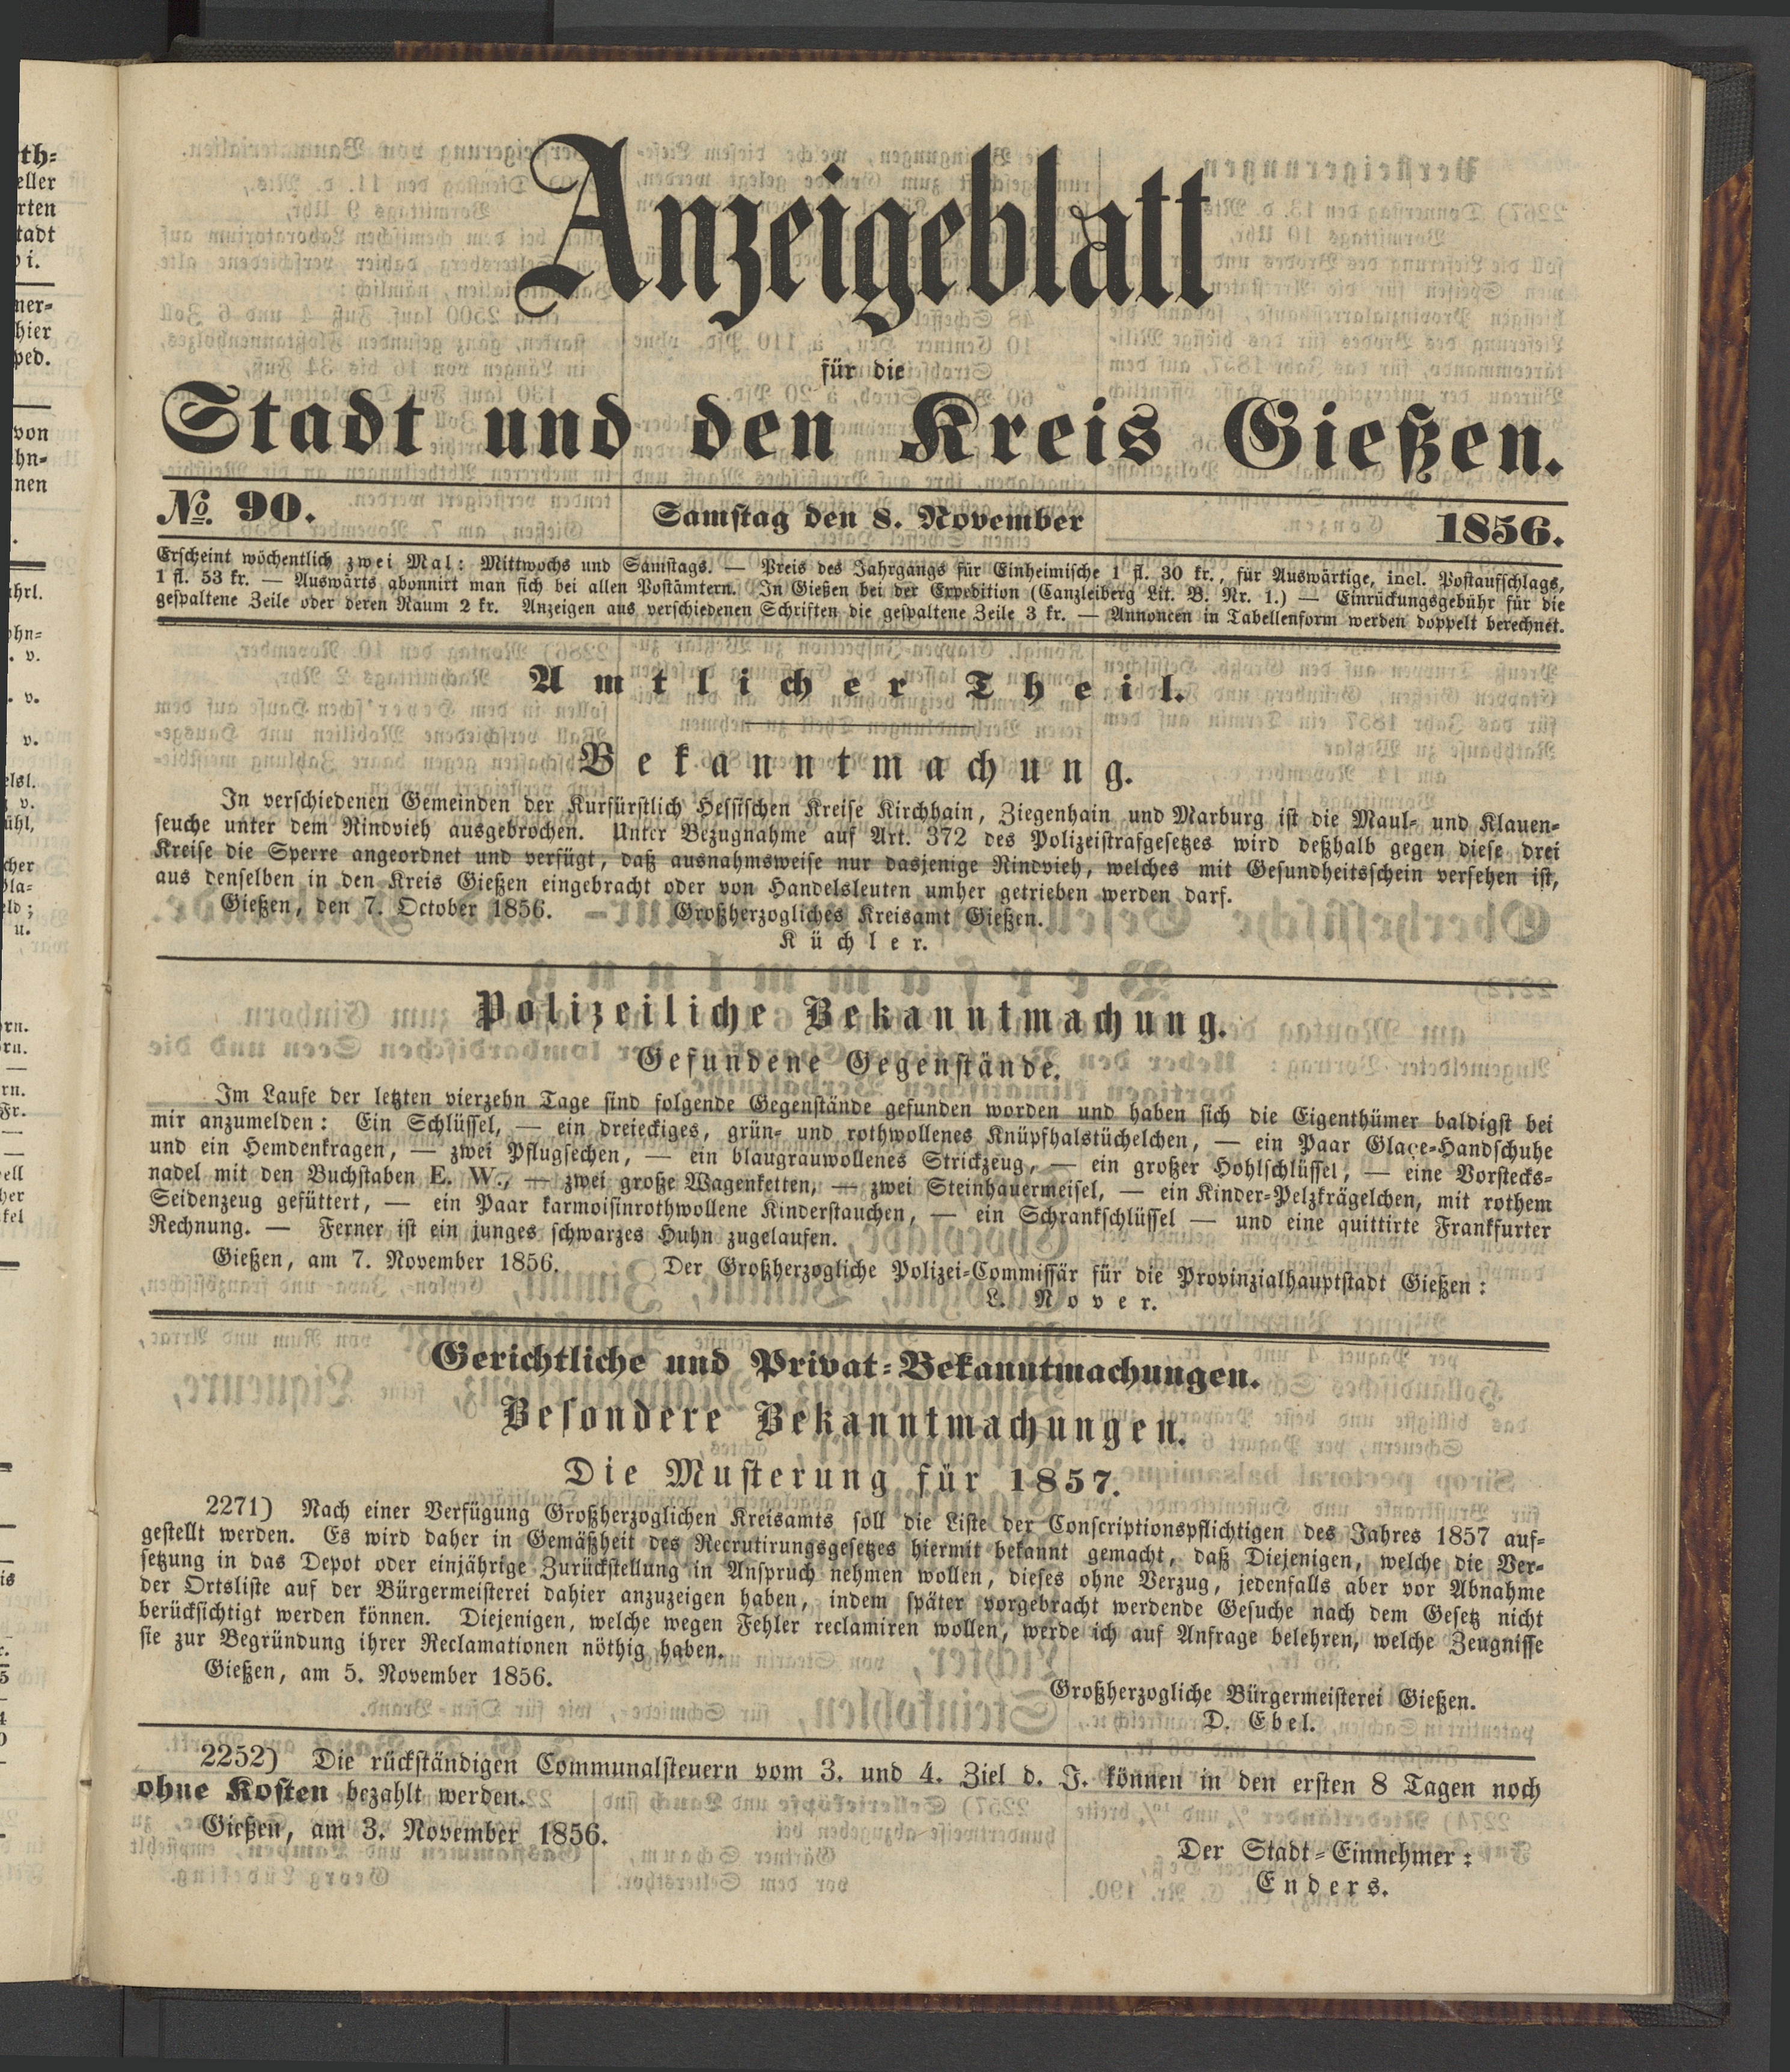 Anzeigeblatt
für die
Stadt und den Kreis Gießen.
No. 90. Samstag den 8. November 1856.
Erscheint wöchentlich zwei Mal: Mittwochs und Samstags. — Preis des Jahrgangs für Einheimische 1 fl. 30 kr., für Auswärtige, incl. Postaufschlags,
1 fl. 53 kr. — Auswärts abonnirt man sich bei allen Postämtern. In Gießen bei der Expedition (Canzleiberg Lit. B. Nr. 1.) — Einrückungsgebühr für die
gespaltene Zeile oder deren Raum 2 kr. Anzeigen aus verschiedenen Schriften die gespaltene Zeile 3 kr. — Annoncen in Tabellenform werden doppelt berechnet.
Amtlicher Theil.
Bekanntmachung.
In verschiedenen Gemeinden der Kurfürstlich Hessischen Kreise Kirchhain, Ziegenhain und Marburg ist die Maul- und Klauen-
seuche unter dem Rindvieh ausgebrochen. Unter Bezugnahme auf Art. 372 des Polizeistrafgesetzes wird deßhalb gegen diese drei
Kreise die Sperre angeordnet und verfügt, daß ausnahmsweise nur dasjenige Rindvieh, welches mit Gesundheitsschein versehen ist,
aus denselben in den Kreis Gießen eingebracht oder von Handelsleuten umher getrieben werden darf.
Gießen, den 7. October 1856. Großherzogliches Kreisamt Gießen.
Küchler.
Polizeiliche Bekanntmachung.
Gefundene Gegenstände.
Im Laufe der letzten vierzehn Tage sind folgende Gegenstände gefunden worden und haben sich die Eigenthümer baldigst bei
mir anzumelden: Ein Schlüssel, — ein dreieckiges, grün- und rothwollenes Knüpfhalstüchelchen, — ein Paar Glaçe-Handschuhe
und ein Hemdenkragen, — zwei Pflugsechen, — ein blaugrauwollenes Strickzeug, — ein großer Hohlschlüssel, — eine Vorsteck-
nadel mit den Buchstaben E. W., — zwei große Wagenketten, — zwei Steinhauermeisel, — ein Kinder-Pelzkrägelchen, mit rothem
Seidenzeug gefüttert, — ein Paar karmoisinrothwollene Kinderstauchen, — ein Schrankschlüssel — und eine quittirte Frankfurter
Rechnung. — Ferner ist ein junges schwarzes Huhn zugelaufen.
Gießen, am 7. November 1856. Der Großherzogliche Polizei-Commissär für die Provinzialhauptstadt Gießen:
L. Nover.
Gerichtliche und Privat-Bekanntmachungen.
Besondere Bekanntmachungen.
Die Musterung für 1857.
2271) Nach einer Verfügung Großherzoglichen Kreisamts soll die Liste der Conscriptionspflichtigen des Jahres 1857 auf-
gestellt werden. Es wird daher in Gemäßheit des Recrutirungsgesetzes hiermit bekannt gemacht, daß Diejenigen, welche die Ver-
setzung in das Depot oder einjährige Zurückstellung in Anspruch nehmen wollen, dieses ohne Verzug, jedenfalls aber vor Abnahme
der Ortsliste auf der Bürgermeisterei dahier anzuzeigen haben, indem später vorgebracht werdende Gesuche nach dem Gesetz nicht
berücksichtigt werden können. Diejenigen, welche wegen Fehler reclamiren wollen, werde ich auf Anfrage belehren, welche Zeugnisse
sie zur Begründung ihrer Reclamationen nöthig haben.
Gießen, am 5. November 1856.
Großherzogliche Bürgermeisterei Gießen.
D. Ebel.
2252) Die rückständigen Communalsteuern vom 3. und 4. Ziel d. J. können in den ersten 8 Tagen noch
ohne Kosten bezahlt werden.
Gießen, am 3. November 1856.
Der Stadt-Einnehmer:
Enders.